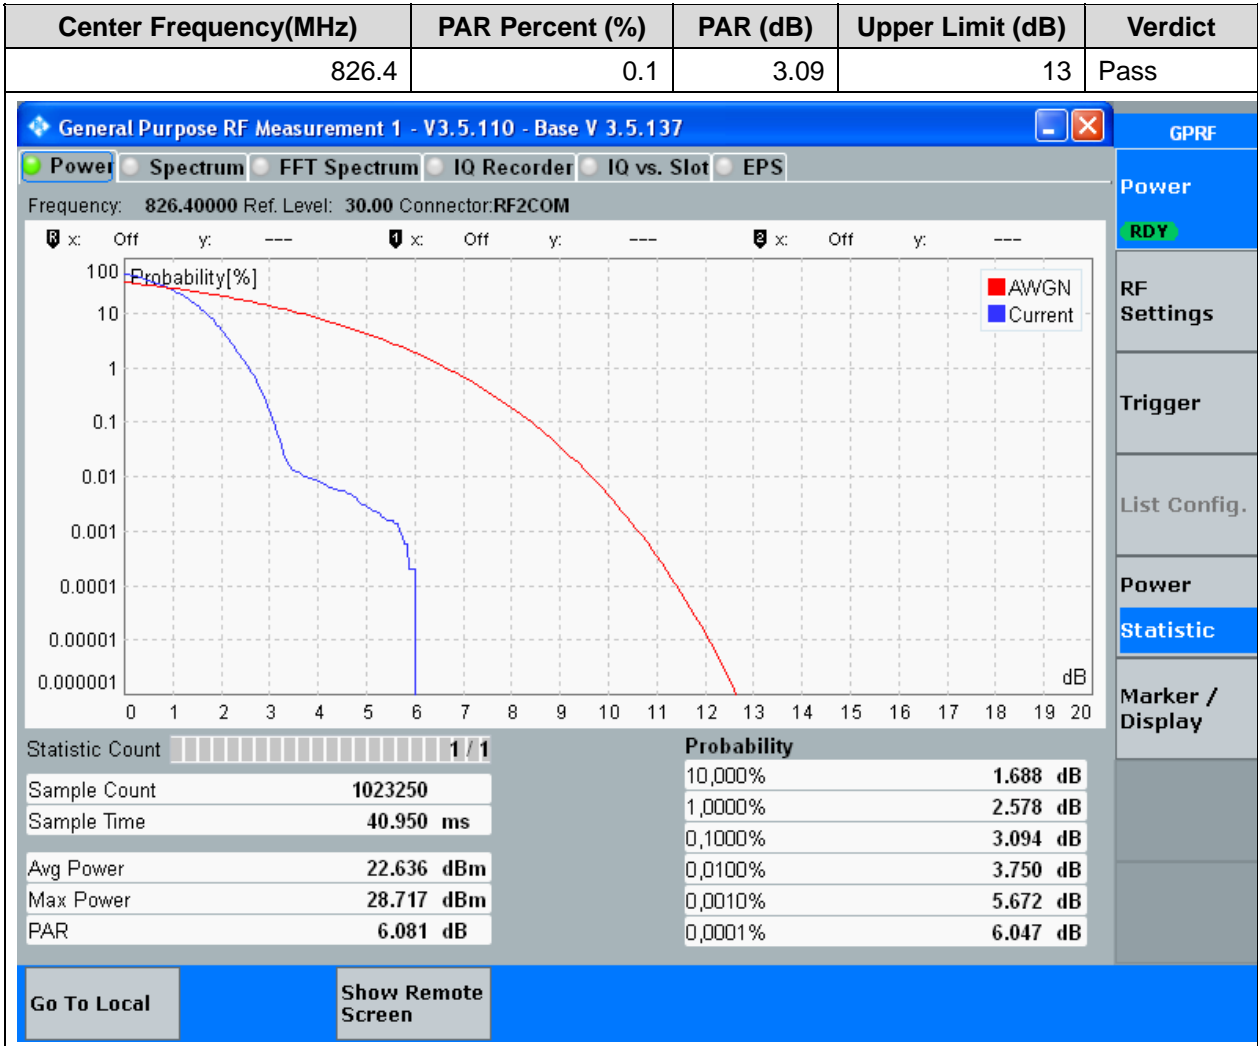 Center Frequency(MHz) PAR Percent (%) PAR (dB) Upper Limit (dB) Verdict
826.4 0.1 3.09 13 Pass
General Purpose RF Measurement 1 - V3.5.110 - Base V 3.5.137
GPRF
Power Spectrum FFT Spectrum IQ Recorder IQ vs. Slot EPS
Power
RDY
Frequency: 826.40000 Ref. Level: 30.00 Connector:RF2COM
R x: Off y: --- 1 x: Off y: --- 2 x: Off y: ---
Probability[%]
AWGN
Current
100
10
1
0.1
0.01
0.001
0.0001
0.00001
0.000001
dB
0 1 2 3 4 5 6 7 8 9 10 11 12 13 14 15 16 17 18 19 20
RF
Settings
Trigger
List Config.
Power
Statistic
Marker /
Display
Statistic Count 1 / 1
Sample Count 1023250
Sample Time 40.950 ms
Avg Power 22.636 dBm
Max Power 28.717 dBm
PAR 6.081 dB
Probability
10,000% 1.688 dB
1,0000% 2.578 dB
0,1000% 3.094 dB
0,0100% 3.750 dB
0,0010% 5.672 dB
0,0001% 6.047 dB
Go To Local
Show Remote
Screen